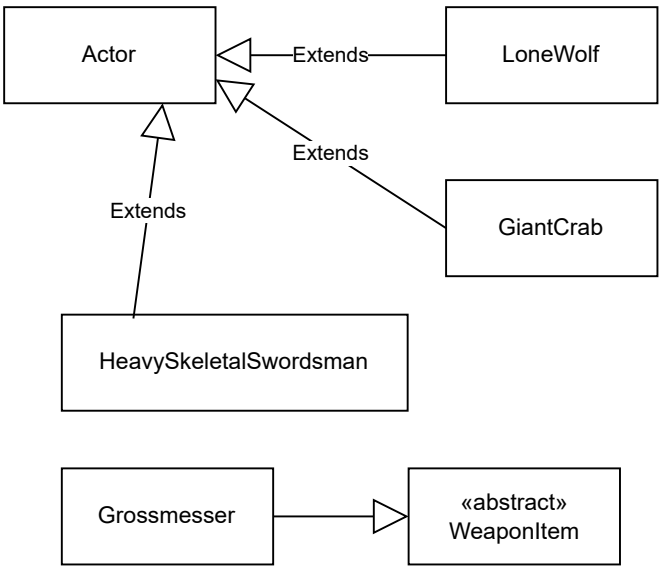 Actor
Extends
LoneWolf
Extends
Extends
GiantCrab
HeavySkeletalSwordsman
Grossmesser
«abstract»
WeaponItem